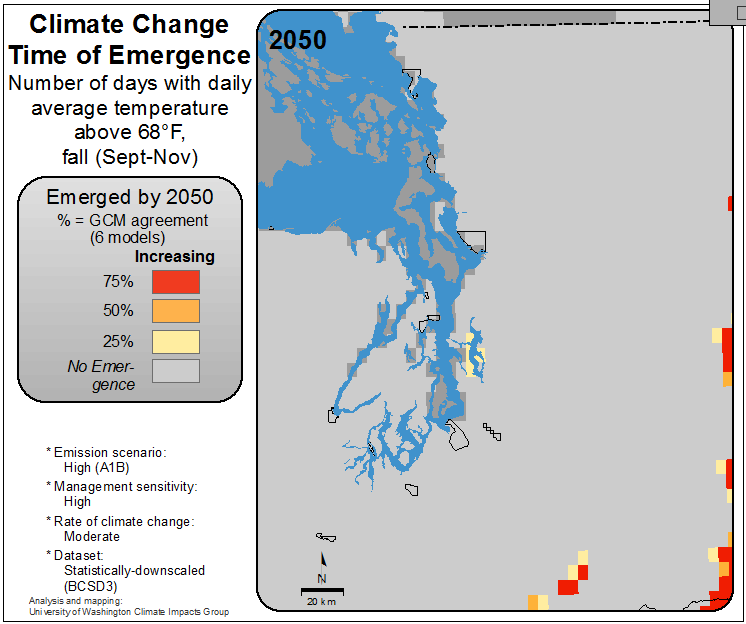 Climate Change
Time of Emergence
Number of days with daily
average temperature
above 68°F,
fall (Sept-Nov)
2050
Emerged by 2050
% = GCM agreement
(6 models)
Increasing
75%
50%
25%
No Emer-
gence
* Emission scenario:
High (A1B)
* Management sensitivity:
High
* Rate of climate change:
Moderate
* Dataset:
Statistically-downscaled
(BCSD3)
Analysis and mapping:
University of Washington Climate Impacts Group
N
20 km